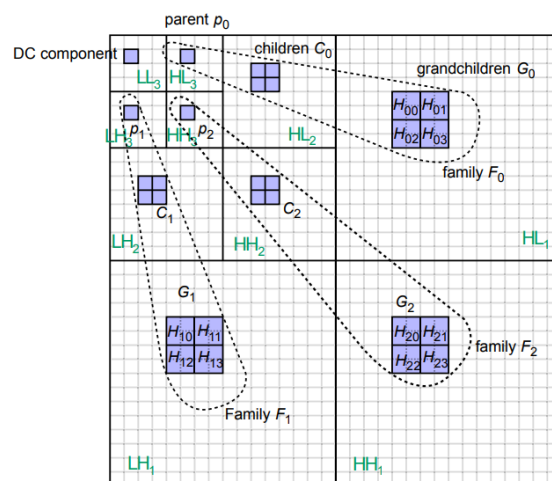 parent p₀
DC component
children C₀
grandchildren G₀
LL₃
HL₃
H₀₀ H₀₁
H₀₂ H₀₃
LH₃
p₁
HH₃
p₂
HL₂
family F₀
C₁
C₂
LH₂
HH₂
HL₁
G₁
G₂
H₁₀ H₁₁
H₁₂ H₁₃
H₂₀ H₂₁
H₂₂ H₂₃
family F₂
Family F₁
LH₁
HH₁